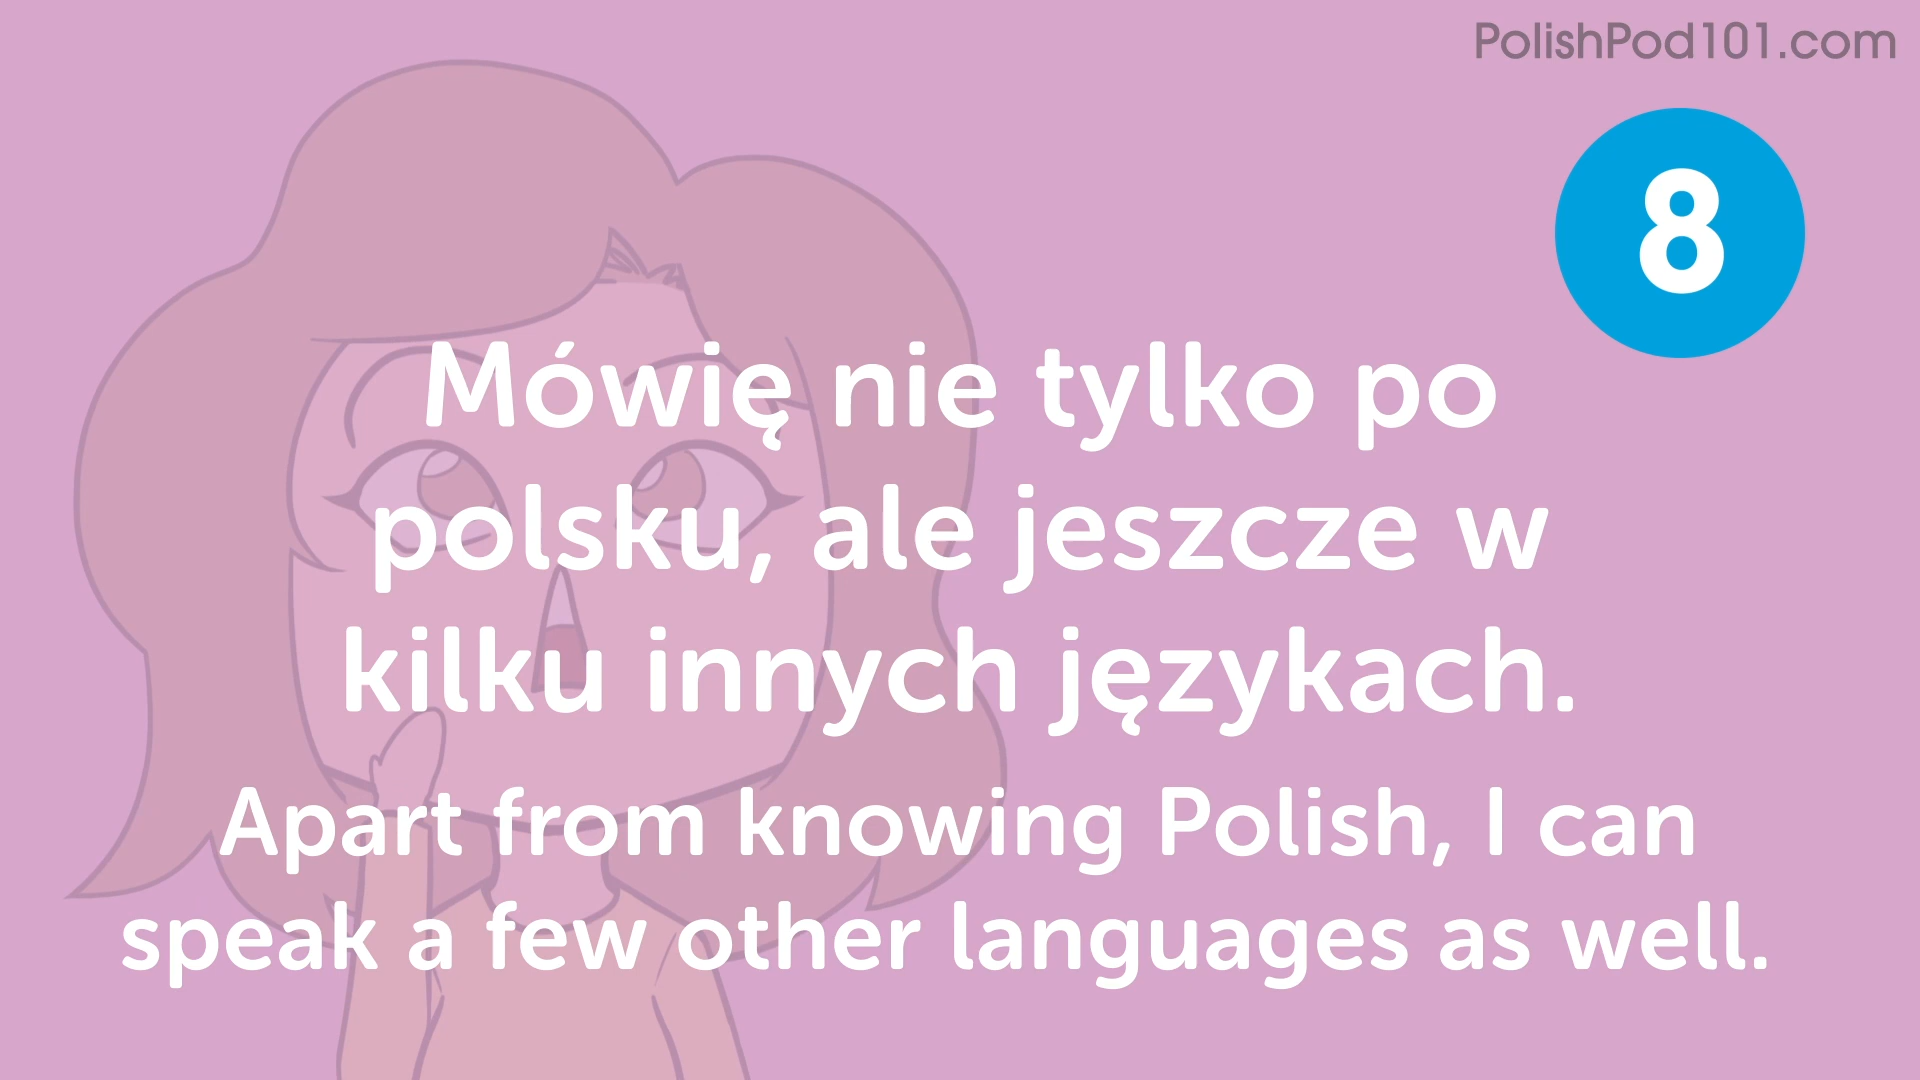 PolishPod101.com
8
Mówię nie tylko po
polsku, ale jeszcze w
kilku innych językach.
Apart from knowing Polish, I can
speak a few other languages as well.